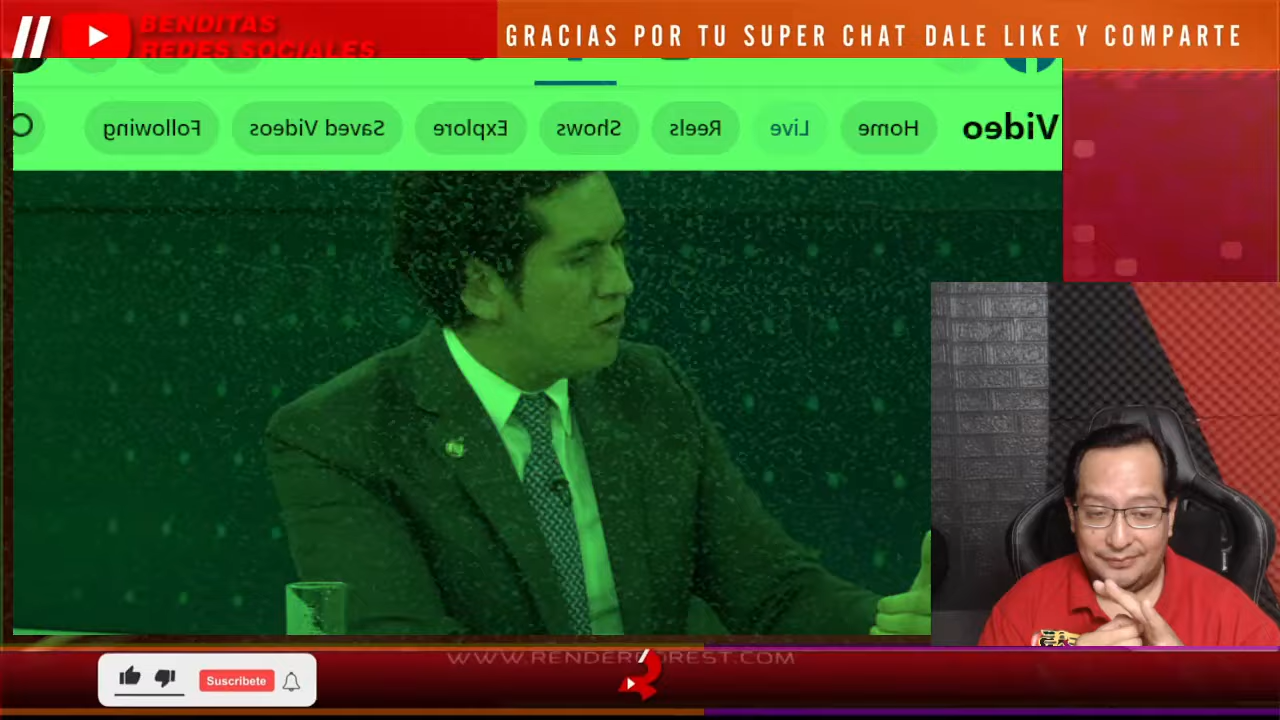 BENDITAS
REDES SOCIALES
GRACIAS POR TU SUPER CHAT DALE LIKE Y COMPARTE
Following
Saved Videos
Explore
Shows
Reels
Live
Home
Video
WWW.RENDERFOREST.COM
Suscribete